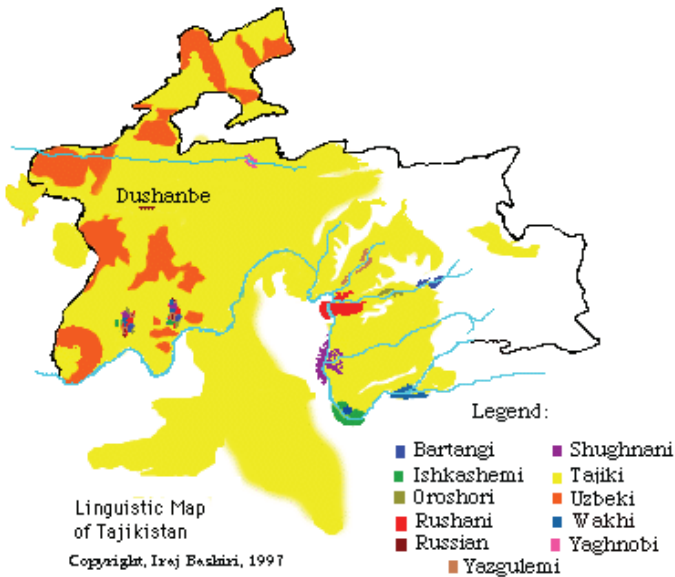 Dushanbe
Legend:
Bartangi
Ishkashemi
Oroshori
Rushani
Russian
Yazgulemi
Shughnani
Tajiki
Uzbeki
Wakhi
Yaghnobi
Linguistic Map
of Tajikistan
Copyright, Iraj Bashiri, 1997